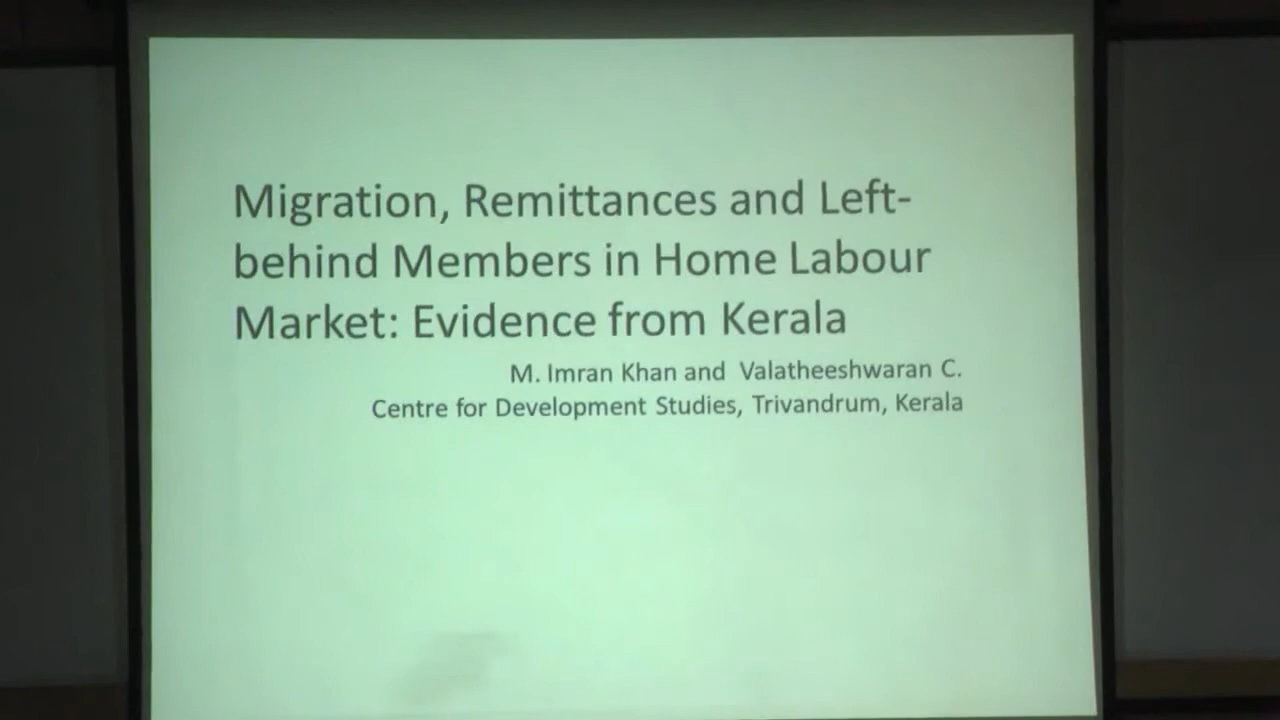 Migration, Remittances and Left-
behind Members in Home Labour
Market: Evidence from Kerala
M. Imran Khan and Valatheeshwaran C.
Centre for Development Studies, Trivandrum, Kerala